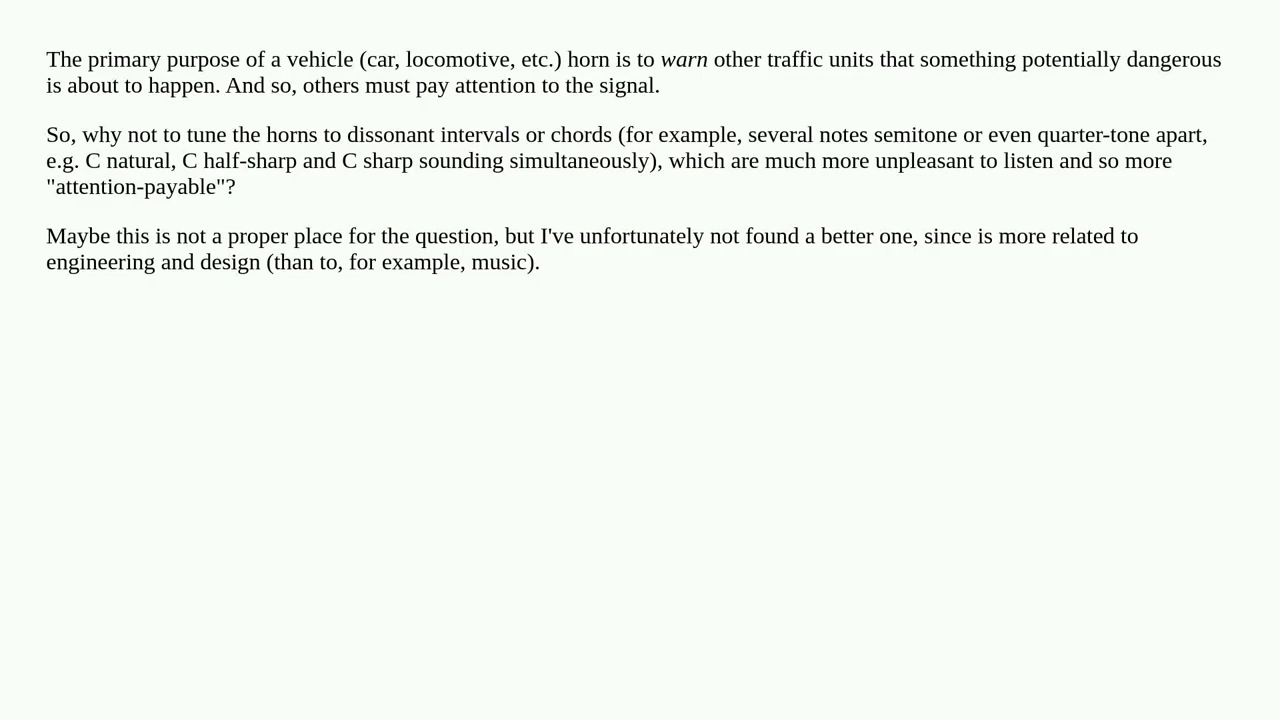 The primary purpose of a vehicle (car, locomotive, etc.) horn is to warn other traffic units that something potentially dangerous
is about to happen. And so, others must pay attention to the signal.
So, why not to tune the horns to dissonant intervals or chords (for example, several notes semitone or even quarter-tone apart,
e.g. C natural, C half-sharp and C sharp sounding simultaneously), which are much more unpleasant to listen and so more
"attention-payable"?
Maybe this is not a proper place for the question, but I've unfortunately not found a better one, since is more related to
engineering and design (than to, for example, music).